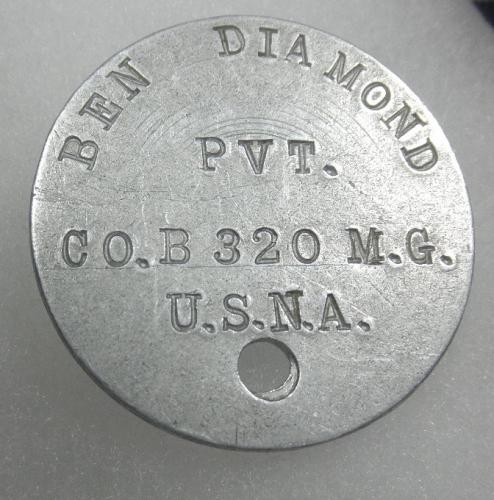 BEN DIAMOND
PVT.
CO.B 320 M.G.
U.S.N.A.